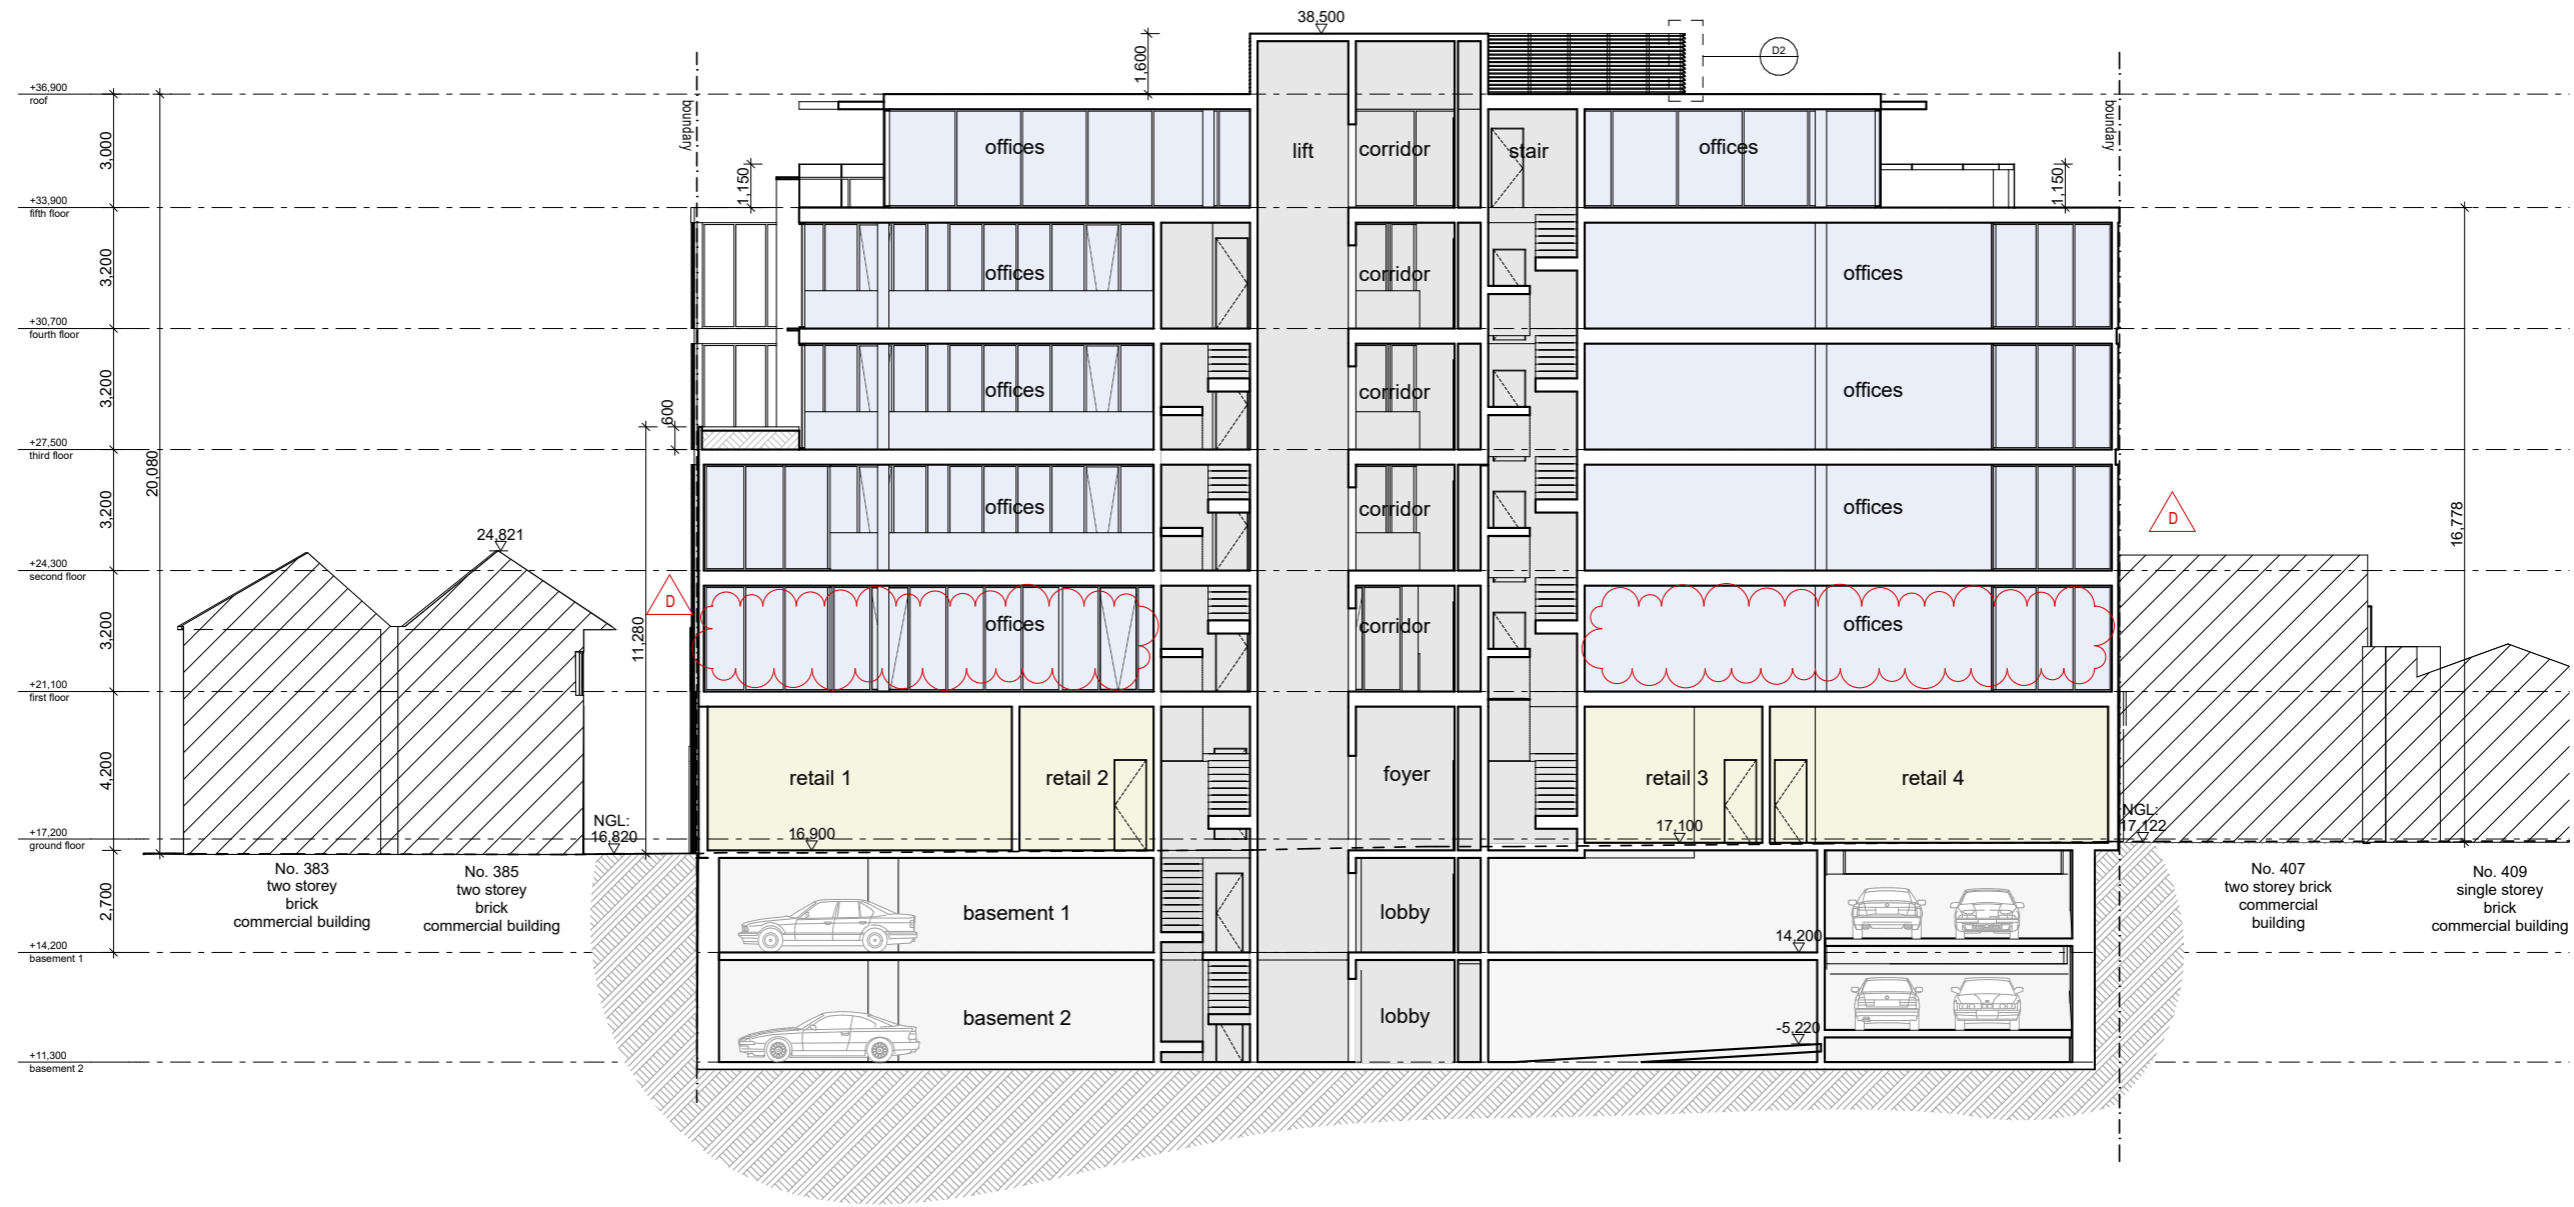 38,500
D2
1,600
+36,900
roof
boundary
boundary
3,000
offices
lift
corridor
stair
offices
1,150
1,150
+33,900
fifth floor
3,200
offices
corridor
offices
+30,700
fourth floor
3,200
offices
corridor
offices
600
+27,500
third floor
20,080
3,200
offices
corridor
offices
D
16,778
24,821
+24,300
second floor
D
3,200
11,280
offices
corridor
offices
+21,100
first floor
4,200
retail 1
retail 2
foyer
retail 3
retail 4
NGL:
16,820
16,900
17,100
NGL:
17,122
+17,200
ground floor
No. 383
two storey
brick
commercial building
No. 385
two storey
brick
commercial building
No. 407
two storey brick
commercial
building
No. 409
single storey
brick
commercial building
2,700
basement 1
lobby
14,200
+14,200
basement 1
basement 2
lobby
-5,220
+11,300
basement 2